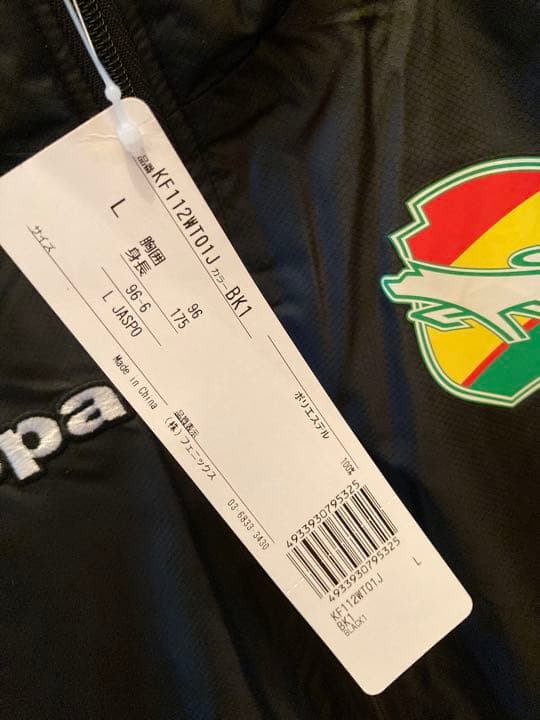 品番 KF112WT01J カラー BK1
サイズ
L
胸囲 96
身長 175
96-6
L JASPO
Made in China
ポリエステル 100%
品質表示
(株) フェニックス
03-6833-3430
4933930795325
4933930795325
KF112WT01J L
BK1
BLACK1
ppa